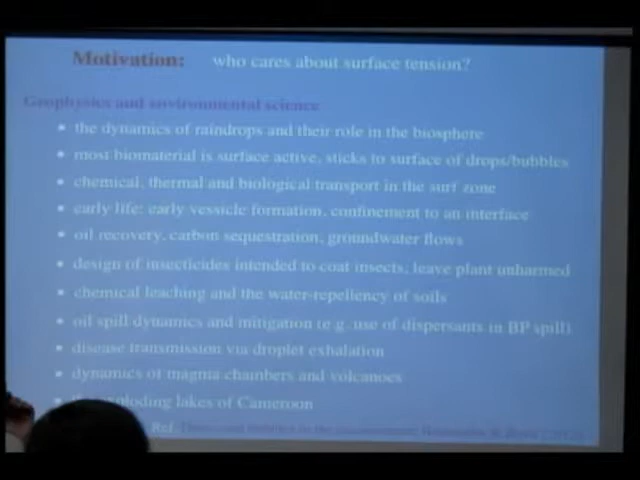 Motivation: who cares about surface tension?
Geophysics and environmental science
• the dynamics of raindrops and their role in the biosphere
• most biomaterial is surface active, sticks to surface of drops/bubbles
• chemical, thermal and biological transport in the surf zone
• early life: early vessicle formation, confinement to an interface
• oil recovery, carbon sequestration, groundwater flows
• design of insecticides intended to coat insects, leave plant unharmed
• chemical leaching and the water-repellency of soils
• oil spill dynamics and mitigation (e.g. use of dispersants in BP spill)
• disease transmission via droplet exhalation
• dynamics of magma chambers and volcanoes
• exploding lakes of Cameroon
Ref.